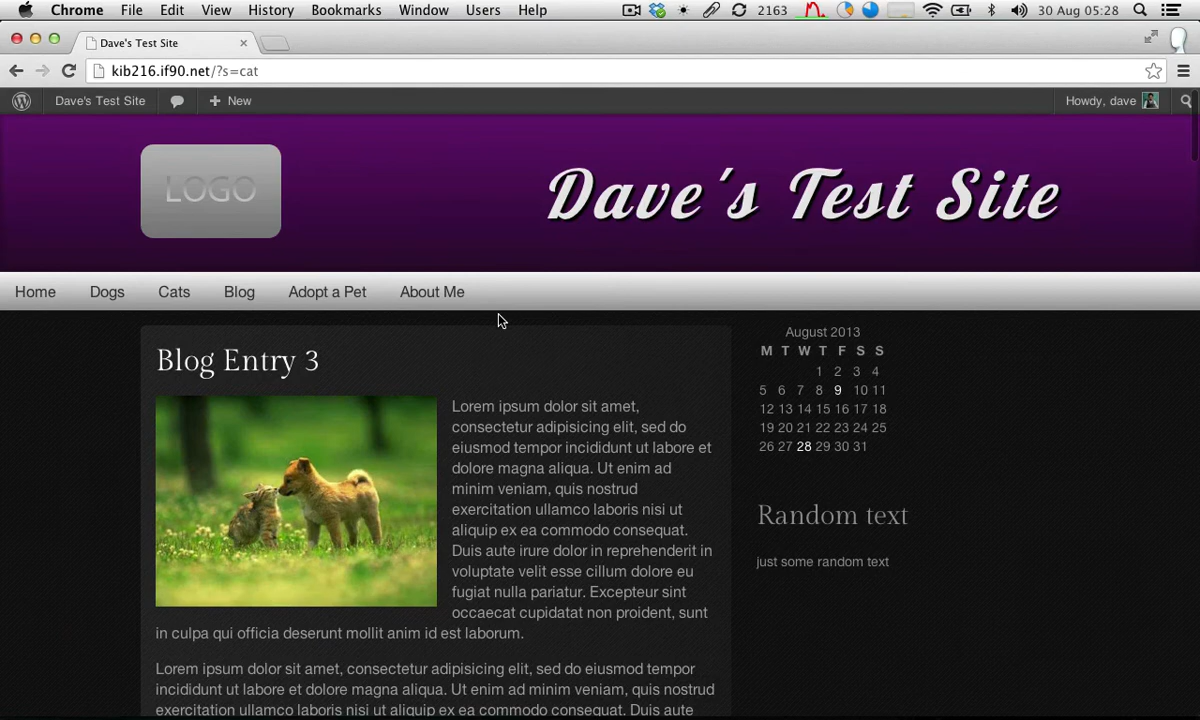 Chrome File Edit View History Bookmarks Window Users Help 2163 30 Aug 05:28
Dave's Test Site
kib216.if90.net/?s=cat
Dave's Test Site + New Howdy, dave
LOGO
Dave's Test Site
Home Dogs Cats Blog Adopt a Pet About Me
Blog Entry 3
Lorem ipsum dolor sit amet,
consectetur adipisicing elit, sed do
eiusmod tempor incididunt ut labore et
dolore magna aliqua. Ut enim ad
minim veniam, quis nostrud
exercitation ullamco laboris nisi ut
aliquip ex ea commodo consequat.
Duis aute irure dolor in reprehenderit in
voluptate velit esse cillum dolore eu
fugiat nulla pariatur. Excepteur sint
occaecat cupidatat non proident, sunt
in culpa qui officia deserunt mollit anim id est laborum.
Lorem ipsum dolor sit amet, consectetur adipisicing elit, sed do eiusmod tempor
incididunt ut labore et dolore magna aliqua. Ut enim ad minim veniam, quis nostrud
exercitation ullamco laboris nisi ut aliquip ex ea commodo consequat. Duis aute
August 2013
M T W T F S S
1 2 3 4
5 6 7 8 9 10 11
12 13 14 15 16 17 18
19 20 21 22 23 24 25
26 27 28 29 30 31
Random text
just some random text